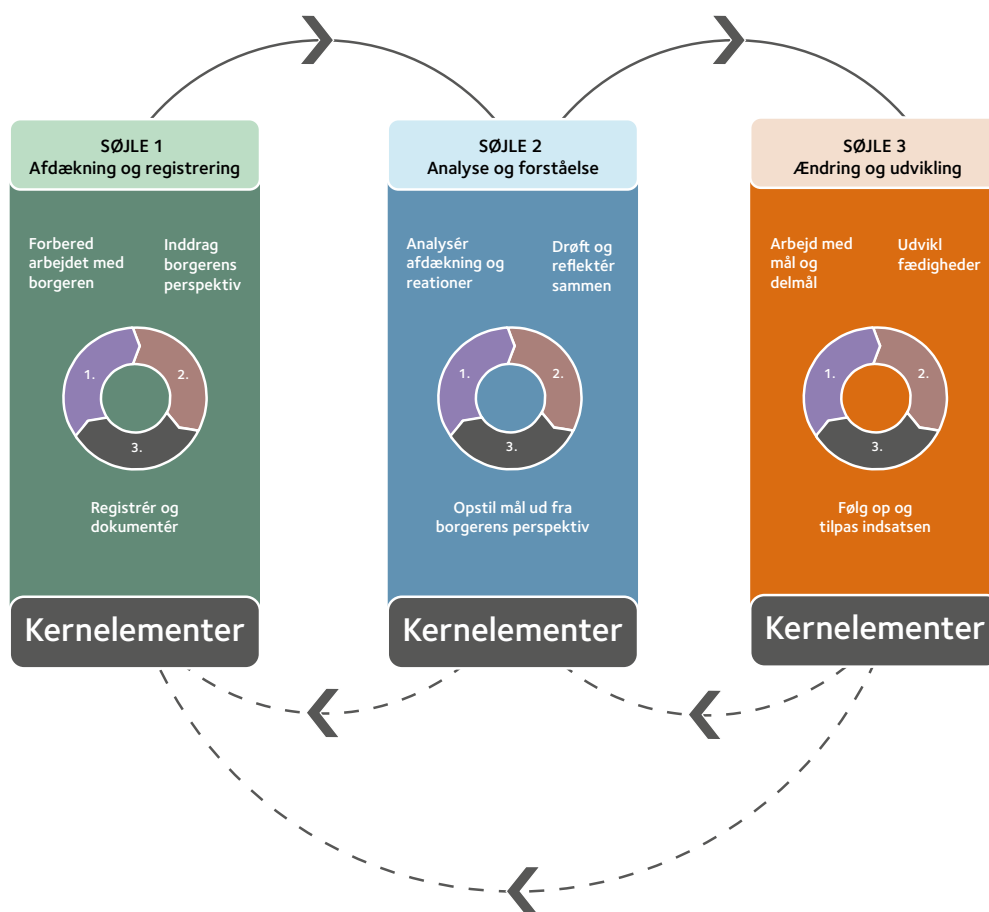 SØJLE 1
Afdækning og registrering
Forbered
arbejdet med
borgeren
Inddrag
borgerens
perspektiv
1.
2.
3.
Registrér og
dokumentér
Kernelementer
SØJLE 2
Analyse og forståelse
Analysér
afdækning og
reationer
Drøft og
reflektér
sammen
1.
2.
3.
Opstil mål ud fra
borgerens perspektiv
Kernelementer
SØJLE 3
Ændring og udvikling
Arbejd med
mål og
delmål
Udvikl
fædigheder
1.
2.
3.
Følg op og
tilpas indsatsen
Kernelementer